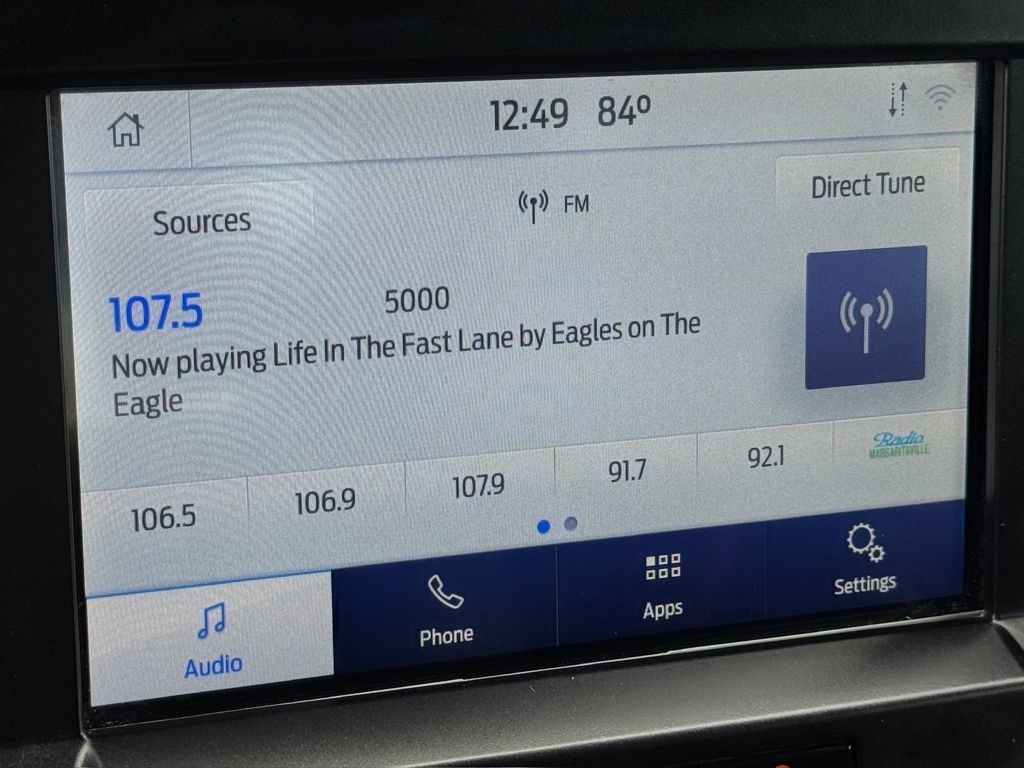 12:49 84º
Sources
FM
Direct Tune
107.5
5000
Now playing Life In The Fast Lane by Eagles on The
Eagle
106.5
106.9
107.9
91.7
92.1
Radio
MARGARITAVILLE
Audio
Phone
Apps
Settings